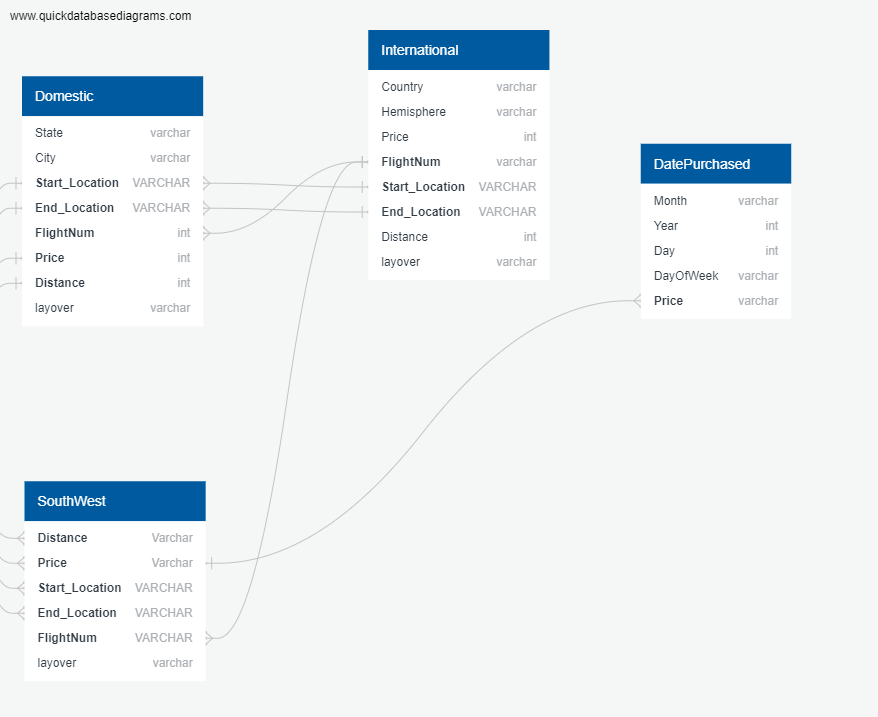 www.quickdatabasediagrams.com
International
Country varchar
Hemisphere varchar
Price int
FlightNum varchar
Start_Location VARCHAR
End_Location VARCHAR
Distance int
layover varchar
Domestic
State varchar
City varchar
Start_Location VARCHAR
End_Location VARCHAR
FlightNum int
Price int
Distance int
layover varchar
DatePurchased
Month varchar
Year int
Day int
DayOfWeek varchar
Price varchar
SouthWest
Distance Varchar
Price Varchar
Start_Location VARCHAR
End_Location VARCHAR
FlightNum VARCHAR
layover varchar